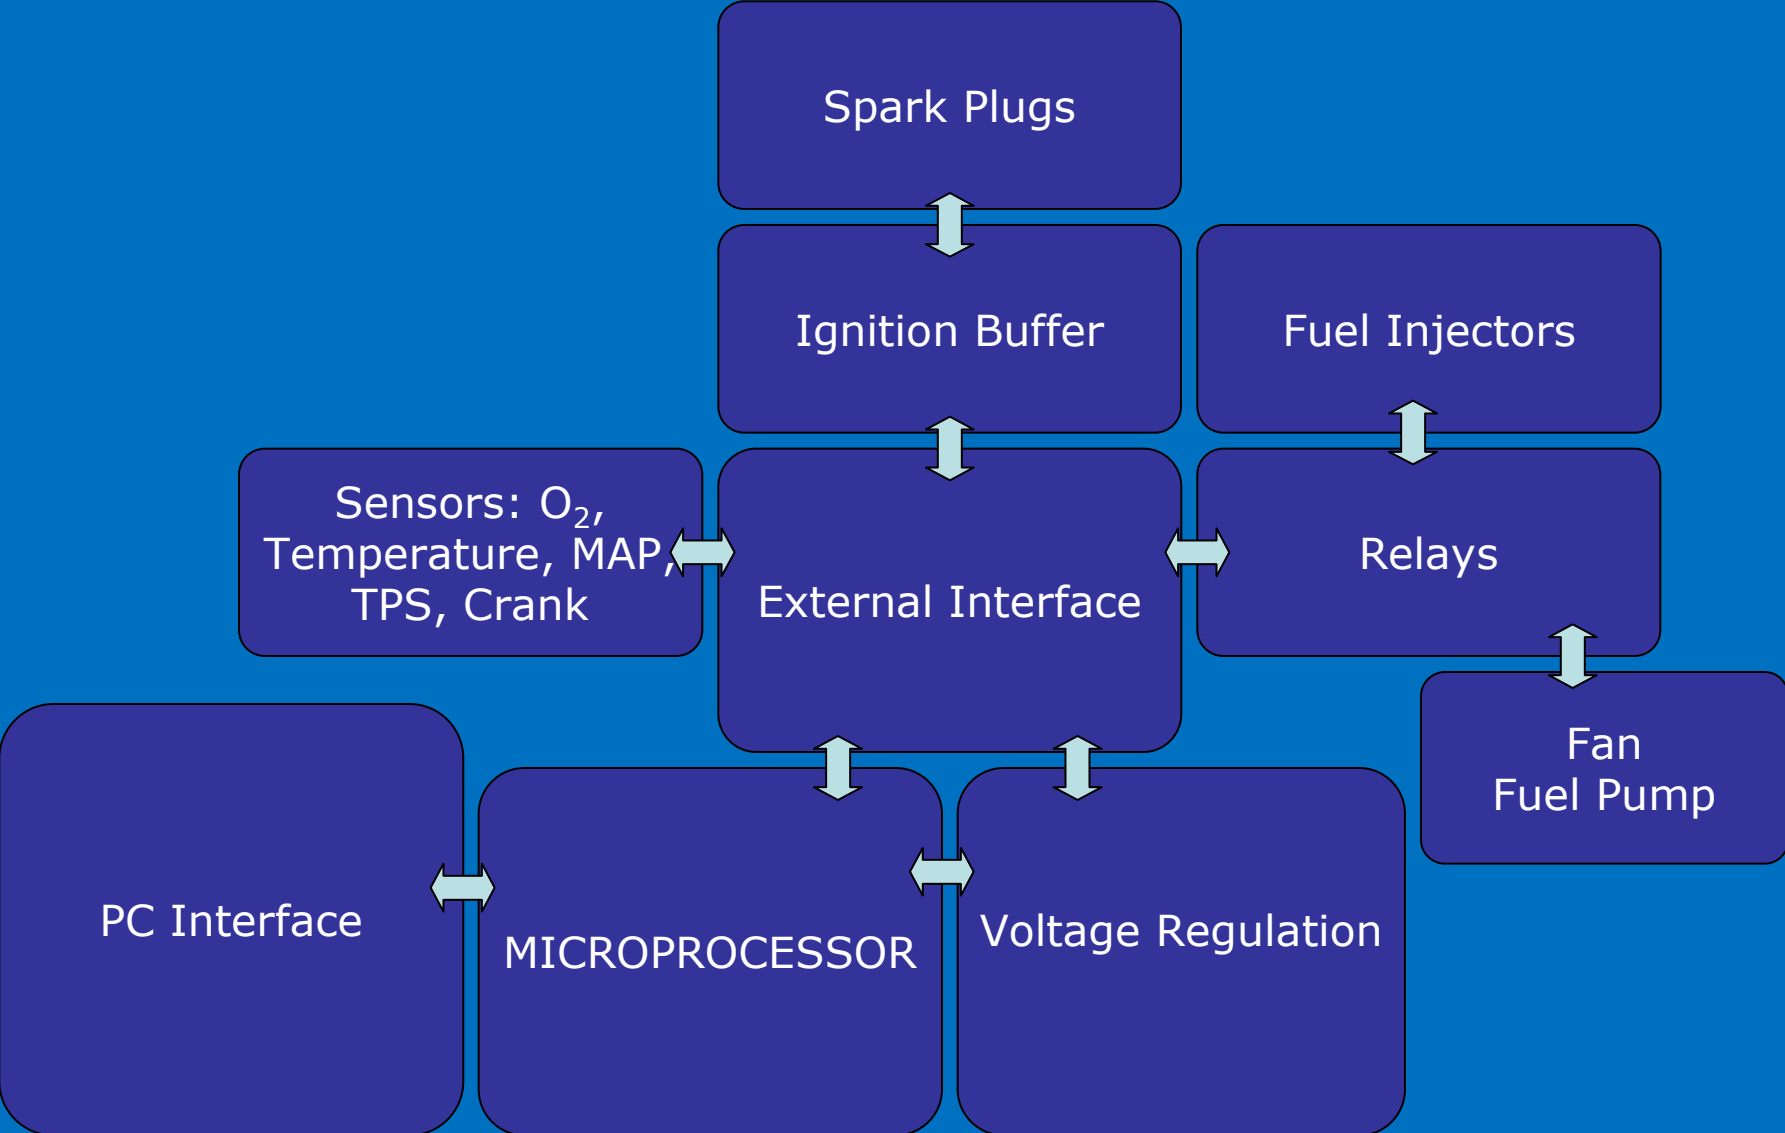 Spark Plugs
Ignition Buffer
Fuel Injectors
Sensors: O₂,
Temperature, MAP,
TPS, Crank
External Interface
Relays
Fan
Fuel Pump
PC Interface
MICROPROCESSOR
Voltage Regulation